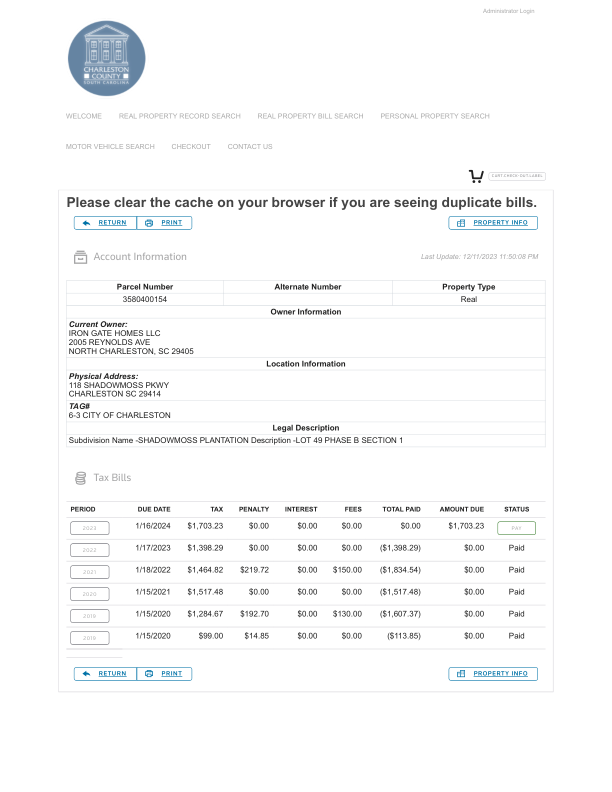 Administrator Login
CHARLESTON
COUNTY
SOUTH CAROLINA
WELCOME REAL PROPERTY RECORD SEARCH REAL PROPERTY BILL SEARCH PERSONAL PROPERTY SEARCH
MOTOR VEHICLE SEARCH CHECKOUT CONTACT US
CART.CHECK-OUT-LABEL
Please clear the cache on your browser if you are seeing duplicate bills.
RETURN PRINT PROPERTY INFO
Account Information Last Update: 12/11/2023 11:50:08 PM
Parcel Number Alternate Number Property Type
3580400154 Real
Owner Information
Current Owner:
IRON GATE HOMES LLC
2005 REYNOLDS AVE
NORTH CHARLESTON, SC 29405
Location Information
Physical Address:
118 SHADOWMOSS PKWY
CHARLESTON SC 29414
TAG#
6-3 CITY OF CHARLESTON
Legal Description
Subdivision Name -SHADOWMOSS PLANTATION Description -LOT 49 PHASE B SECTION 1
Tax Bills
PERIOD DUE DATE TAX PENALTY INTEREST FEES TOTAL PAID AMOUNT DUE STATUS
2023 1/16/2024 $1,703.23 $0.00 $0.00 $0.00 $0.00 $1,703.23 PAY
2022 1/17/2023 $1,398.29 $0.00 $0.00 $0.00 ($1,398.29) $0.00 Paid
2021 1/18/2022 $1,464.82 $219.72 $0.00 $150.00 ($1,834.54) $0.00 Paid
2020 1/15/2021 $1,517.48 $0.00 $0.00 $0.00 ($1,517.48) $0.00 Paid
2019 1/15/2020 $1,284.67 $192.70 $0.00 $130.00 ($1,607.37) $0.00 Paid
2019 1/15/2020 $99.00 $14.85 $0.00 $0.00 ($113.85) $0.00 Paid
RETURN PRINT PROPERTY INFO